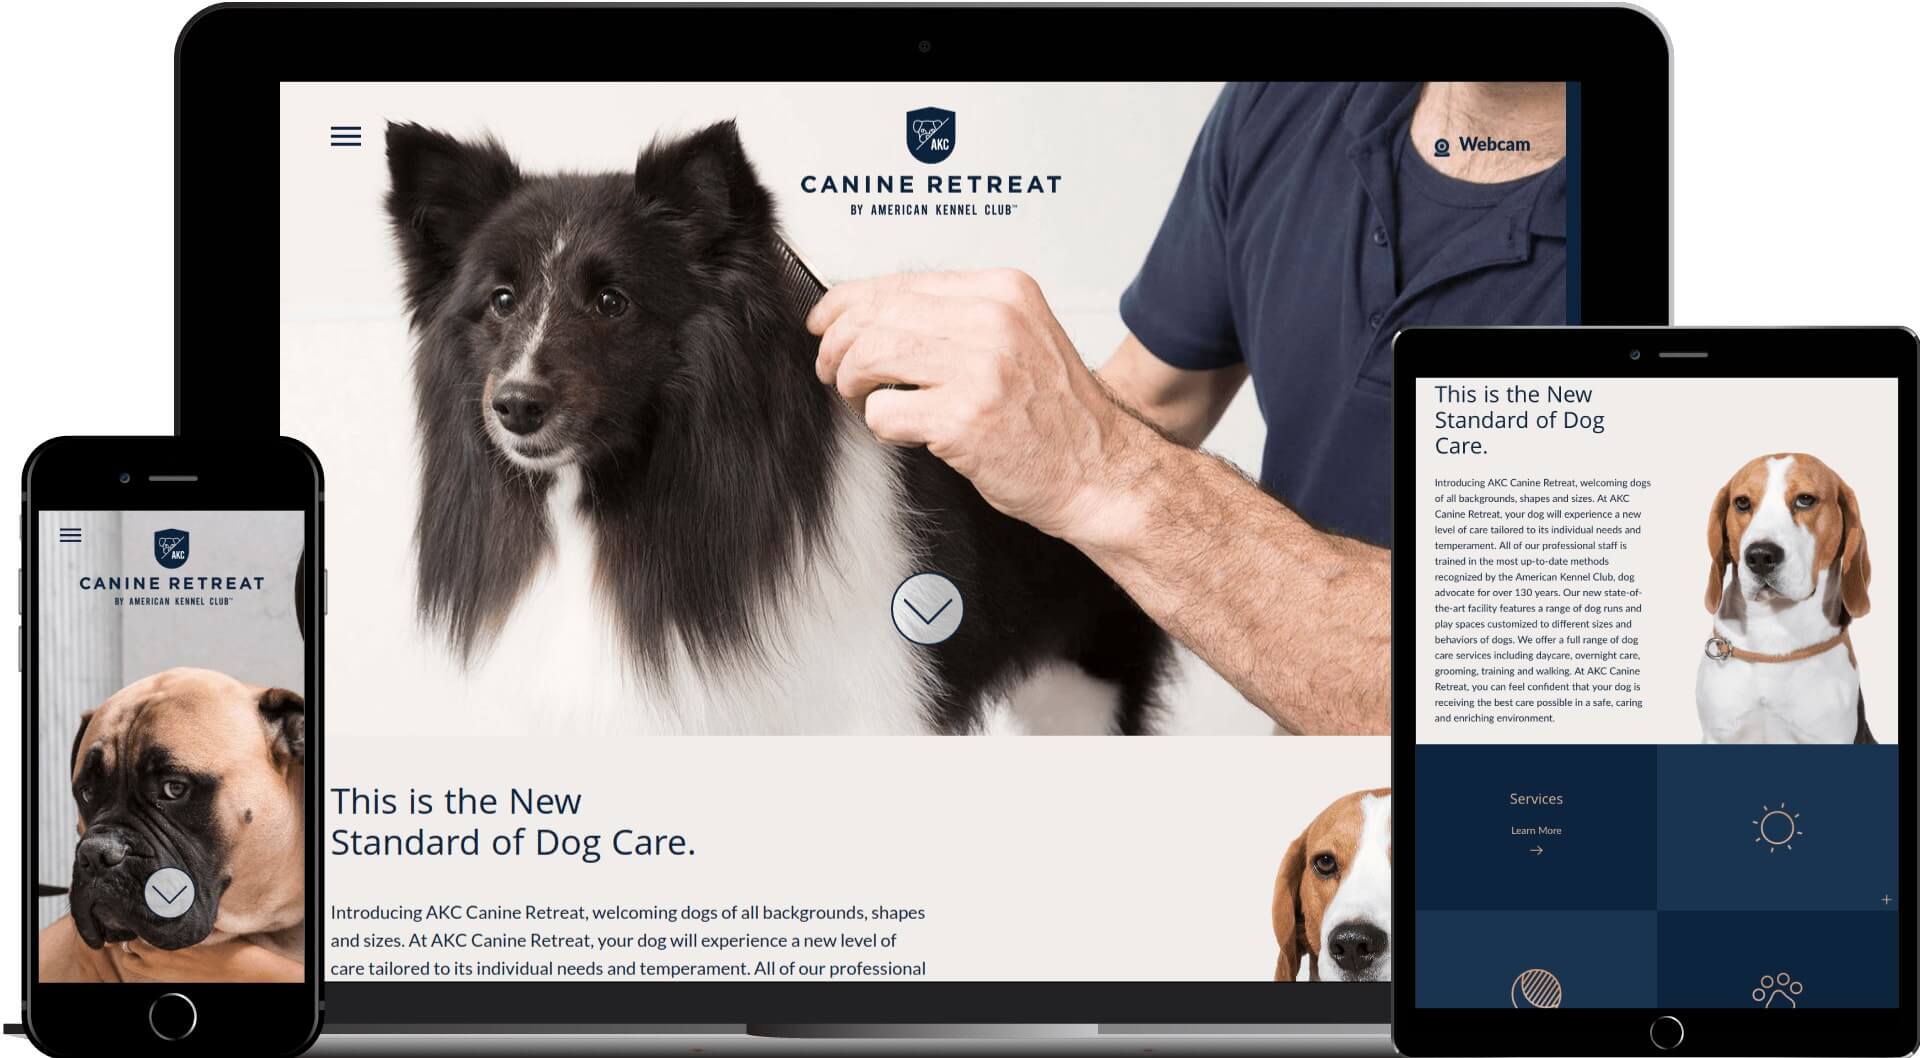 AKC
CANINE RETREAT
BY AMERICAN KENNEL CLUB™
Webcam
This is the New
Standard of Dog Care.
Introducing AKC Canine Retreat, welcoming dogs of all backgrounds, shapes
and sizes. At AKC Canine Retreat, your dog will experience a new level of
care tailored to its individual needs and temperament. All of our professional
AKC
CANINE RETREAT
BY AMERICAN KENNEL CLUB™
This is the New
Standard of Dog
Care.
Introducing AKC Canine Retreat, welcoming dogs
of all backgrounds, shapes and sizes. At AKC
Canine Retreat, your dog will experience a new
level of care tailored to its individual needs and
temperament. All of our professional staff is
trained in the most up-to-date methods
recognized by the American Kennel Club, dog
advocate for over 130 years. Our new state-of-
the-art facility features a range of dog runs and
play spaces customized to different sizes and
behaviors of dogs. We offer a full range of dog
care services including daycare, overnight care,
grooming, training and walking. At AKC Canine
Retreat, you can feel confident that your dog is
receiving the best care possible in a safe, caring
and enriching environment.
Services
Learn More